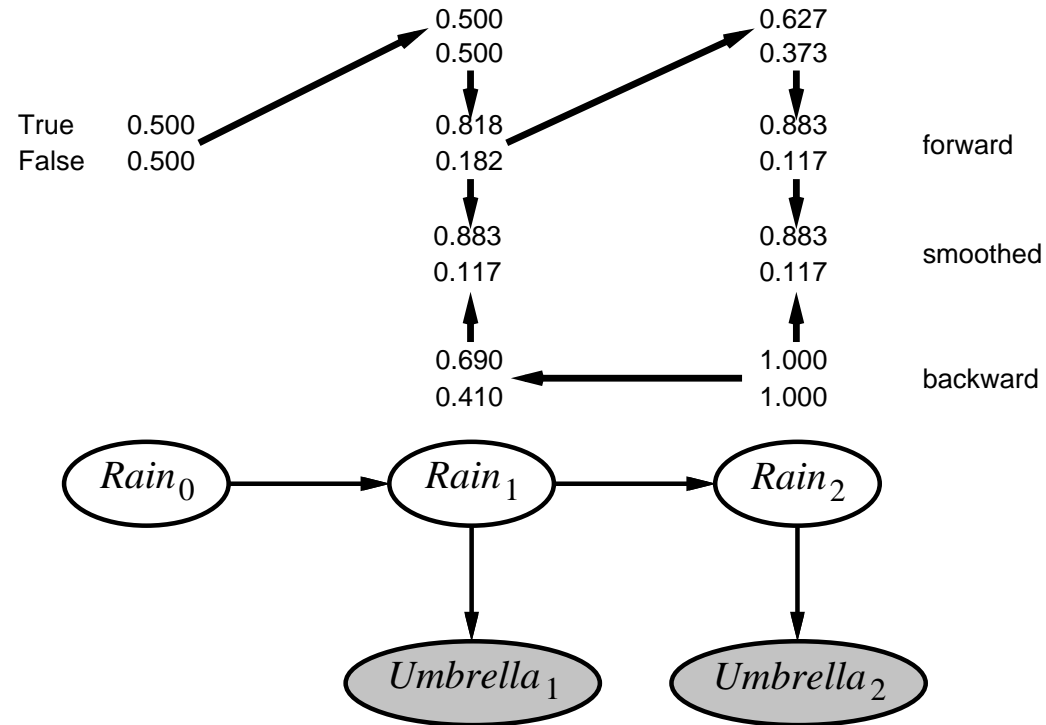 0.500 0.627
0.500 0.373
True 0.500 0.818 0.883
False 0.500 0.182 0.117
forward
0.883 0.883
0.117 0.117
smoothed
0.690 1.000
0.410 1.000
backward
Rain0 Rain1 Rain2
Umbrella1 Umbrella2